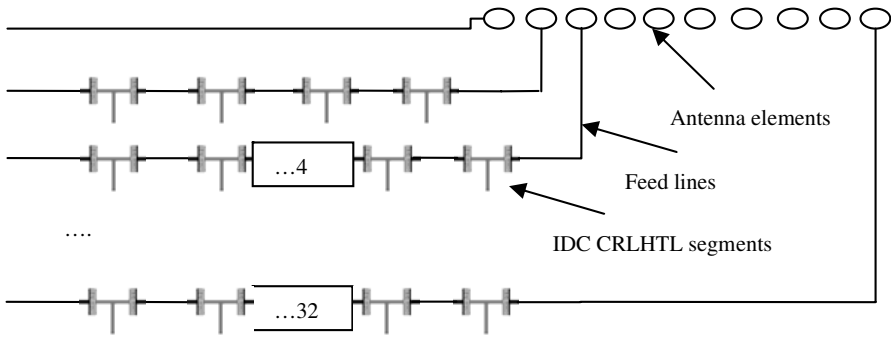 Antenna elements
…4
Feed lines
….
IDC CRLHTL segments
…32